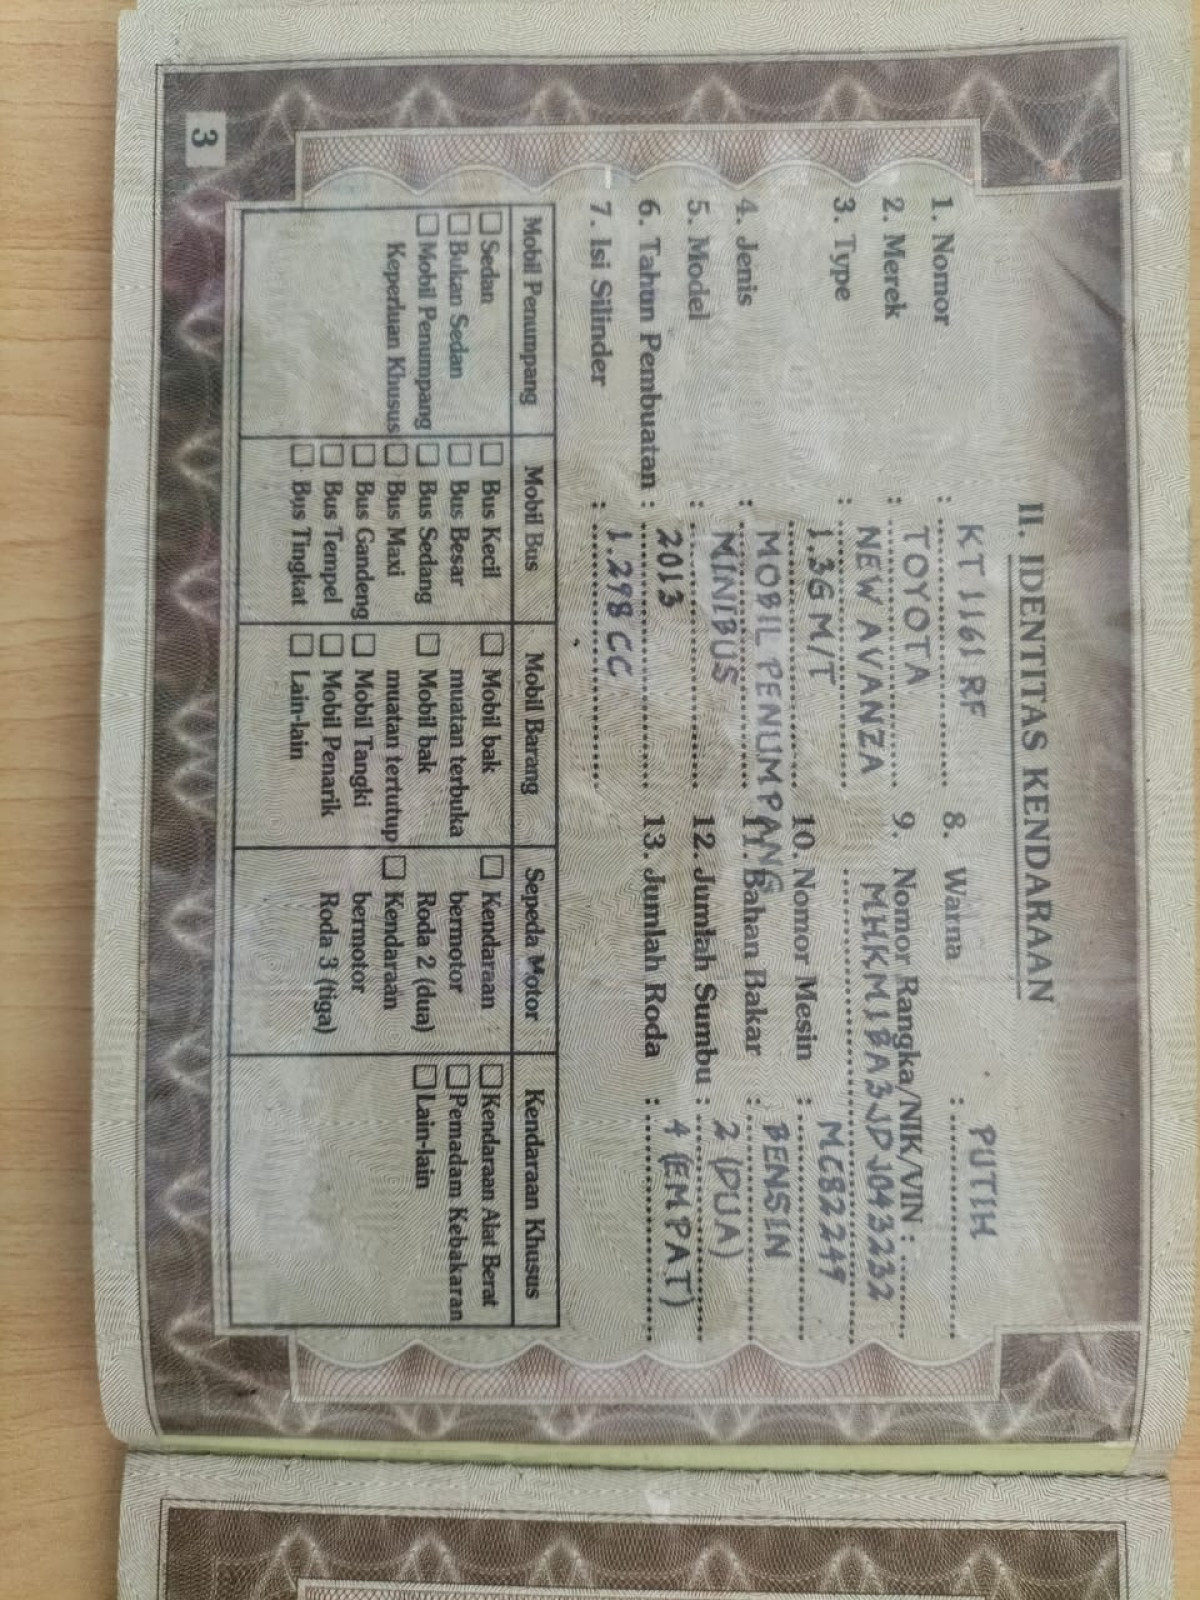 II. IDENTITAS KENDARAAN
1. Nomor : KT 1161 RF
2. Merek : TOYOTA
3. Type : NEW AVANZA
1.3G M/T
4. Jenis : MOBIL PENUMPANG
5. Model : MINIBUS
6. Tahun Pembuatan : 2013
7. Isi Silinder : 1.298 CC
8. Warna : PUTIH
9. Nomor Rangka/NIK/VIN :
MHKM1BA3JDJ043232
10. Nomor Mesin : MC82249
11. Bahan Bakar : BENSIN
12. Jumlah Sumbu : 2 (DUA)
13. Jumlah Roda : 4 (EMPAT)
Mobil Penumpang
Sedan
Bukan Sedan
Mobil Penumpang
Keperluan Khusus
Mobil Bus
Bus Kecil
Bus Besar
Bus Sedang
Bus Maxi
Bus Gandeng
Bus Tempel
Bus Tingkat
Mobil Barang
Mobil bak
muatan terbuka
Mobil bak
muatan tertutup
Mobil Tangki
Mobil Penarik
Lain-lain
Sepeda Motor
Kendaraan
bermotor
Roda 2 (dua)
Kendaraan
bermotor
Roda 3 (tiga)
Kendaraan Khusus
Kendaraan Alat Berat
Pemadam Kebakaran
Lain-lain
3